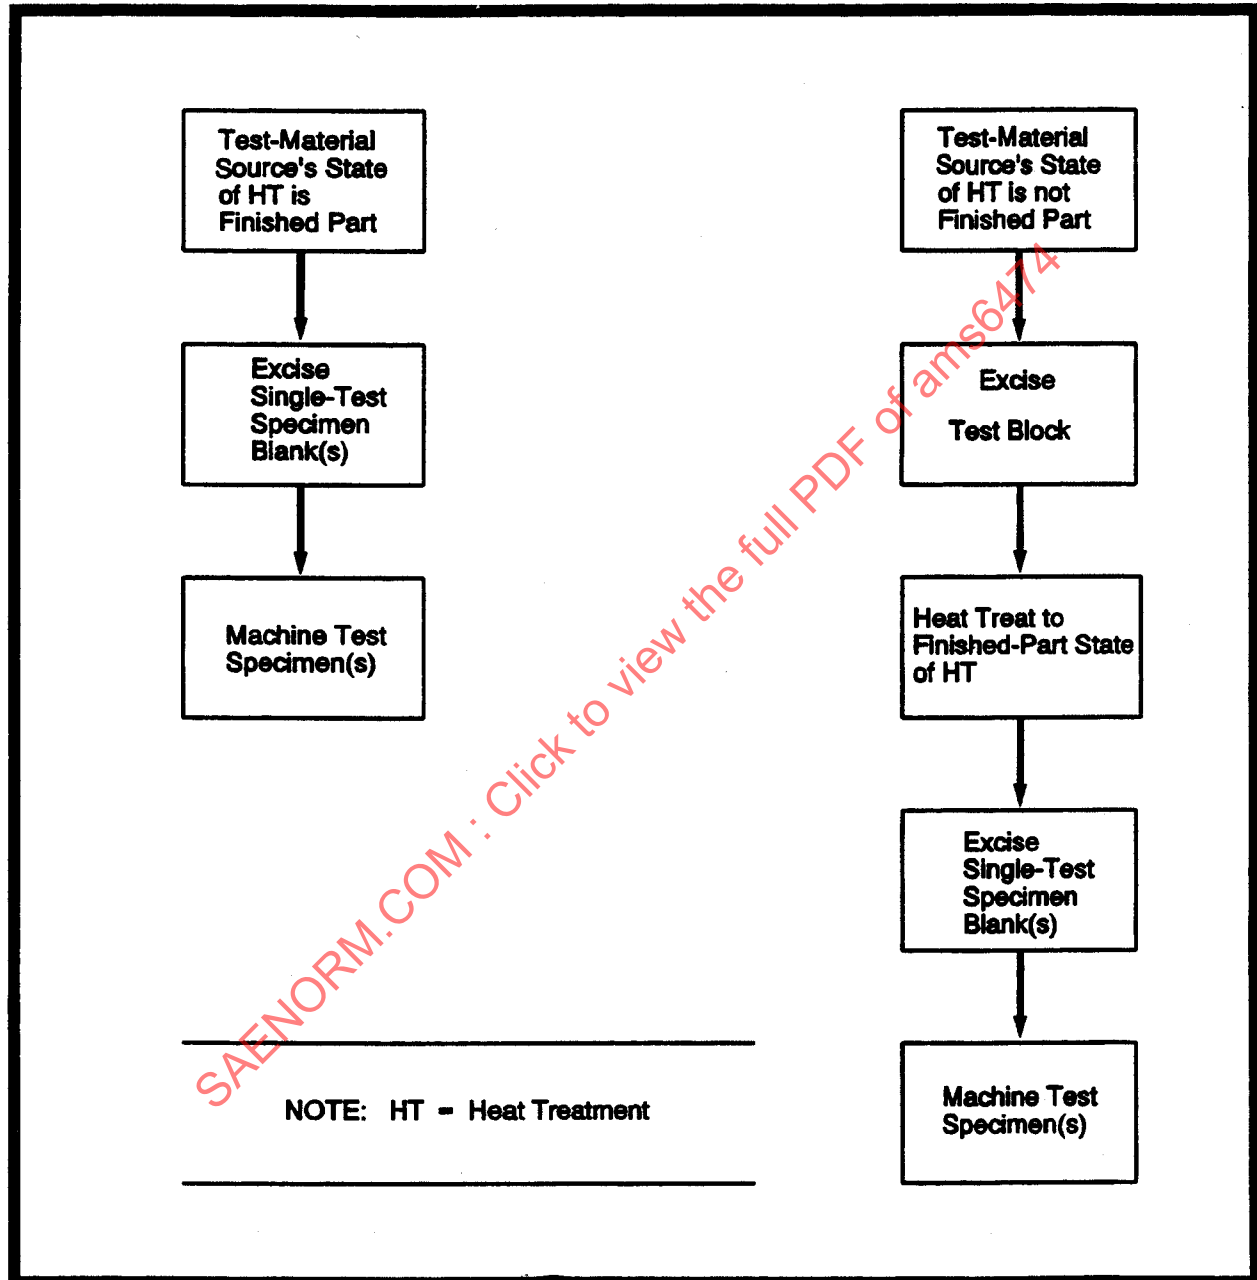 Test-Material
Source's State
of HT is
Finished Part
Excise
Single-Test
Specimen
Blank(s)
Machine Test
Specimen(s)
Test-Material
Source's State
of HT is not
Finished Part
Excise
Test Block
Heat Treat to
Finished-Part State
of HT
Excise
Single-Test
Specimen
Blank(s)
Machine Test
Specimen(s)
NOTE: HT = Heat Treatment
SAENORM.COM : Click to view the full PDF of ams6474